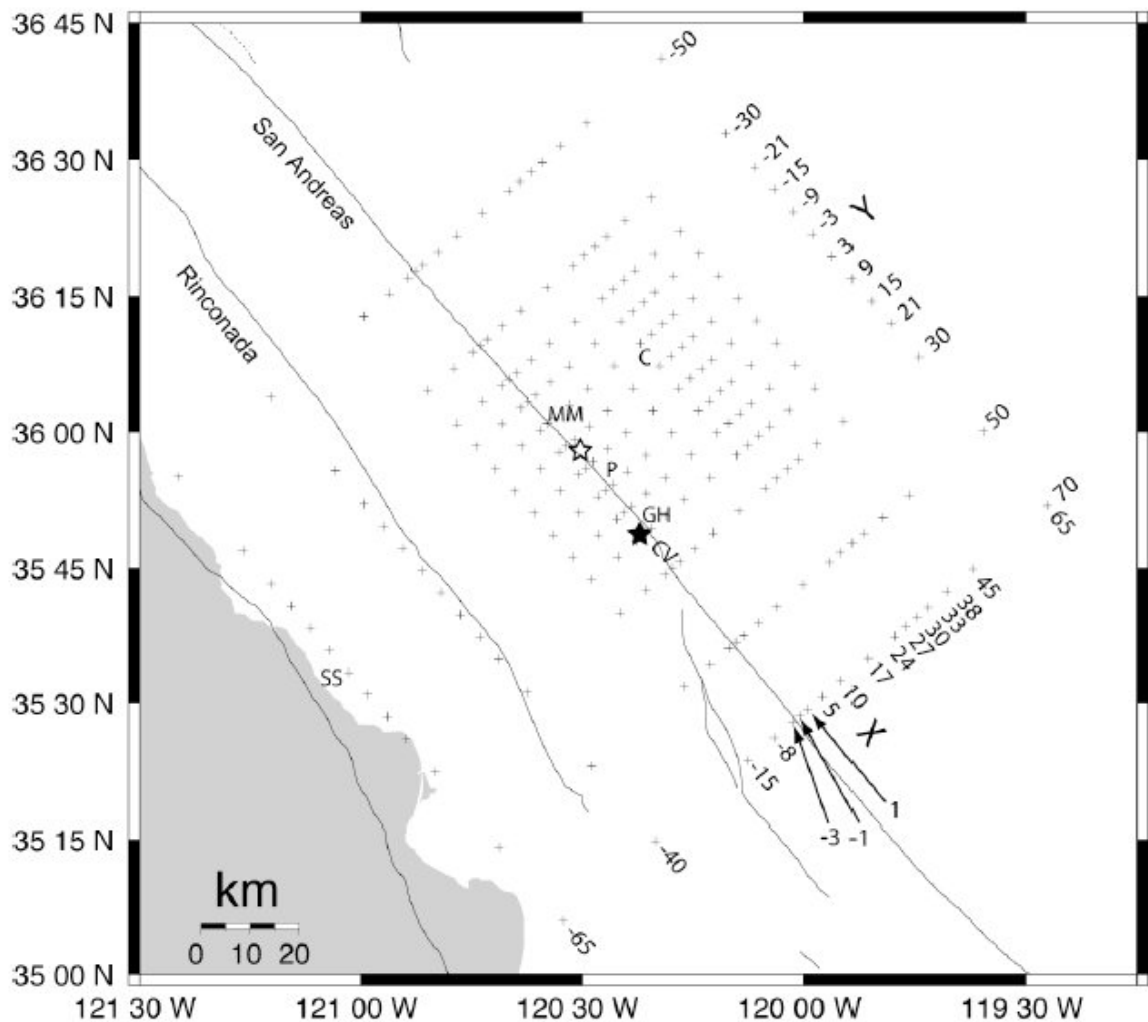 36 45 N
36 30 N
36 15 N
36 00 N
35 45 N
35 30 N
35 15 N
35 00 N
121 30 W
121 00 W
120 30 W
120 00 W
119 30 W
San Andreas
Rinconada
-50
-30
-21
-15
-9
-3
3
9
15
21
30
50
70
Y
C
MM
P
GH
CV
SS
65
45
38
33
30
27
24
17
10
5
X
-8
-15
-40
-65
1
-1
-3
km
0 10 20